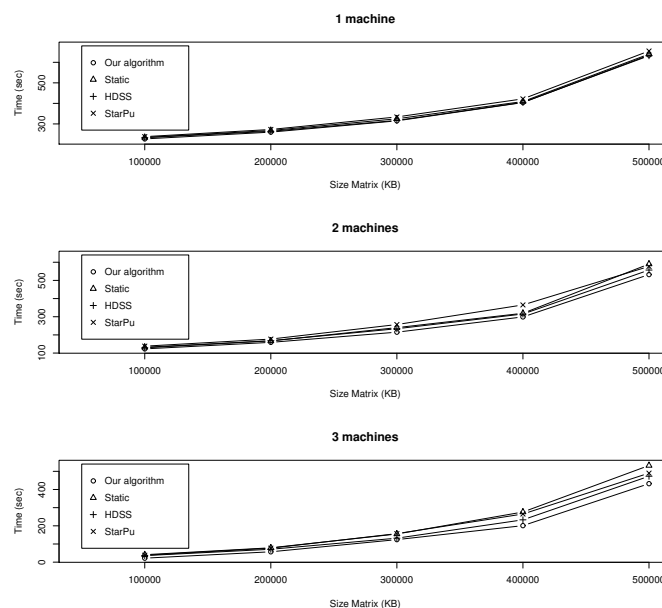 1 machine
Time (sec)
500
300
Our algorithm
Static
HDSS
StarPu
100000 200000 300000 400000 500000
Size Matrix (KB)
2 machines
Time (sec)
500
300
100
Our algorithm
Static
HDSS
StarPu
100000 200000 300000 400000 500000
Size Matrix (KB)
3 machines
Time (sec)
400
200
0
Our algorithm
Static
HDSS
StarPu
100000 200000 300000 400000 500000
Size Matrix (KB)